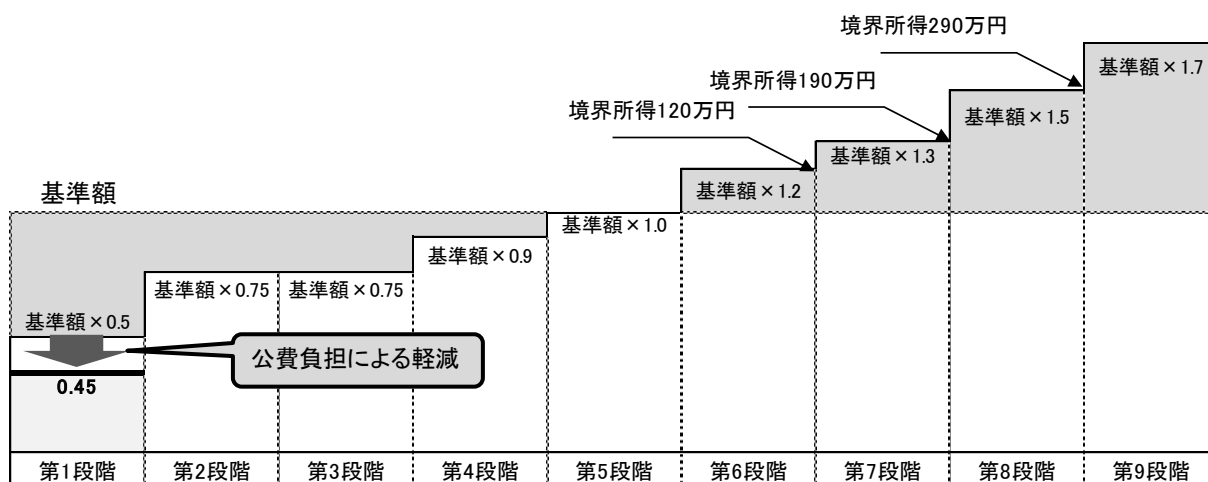 境界所得290万円
基準額×1.7
境界所得190万円
境界所得120万円
基準額×1.5
基準額×1.3
基準額×1.2
基準額
基準額×1.0
基準額×0.9
基準額×0.75
基準額×0.75
基準額×0.5
公費負担による軽減
0.45
第1段階
第2段階
第3段階
第4段階
第5段階
第6段階
第7段階
第8段階
第9段階